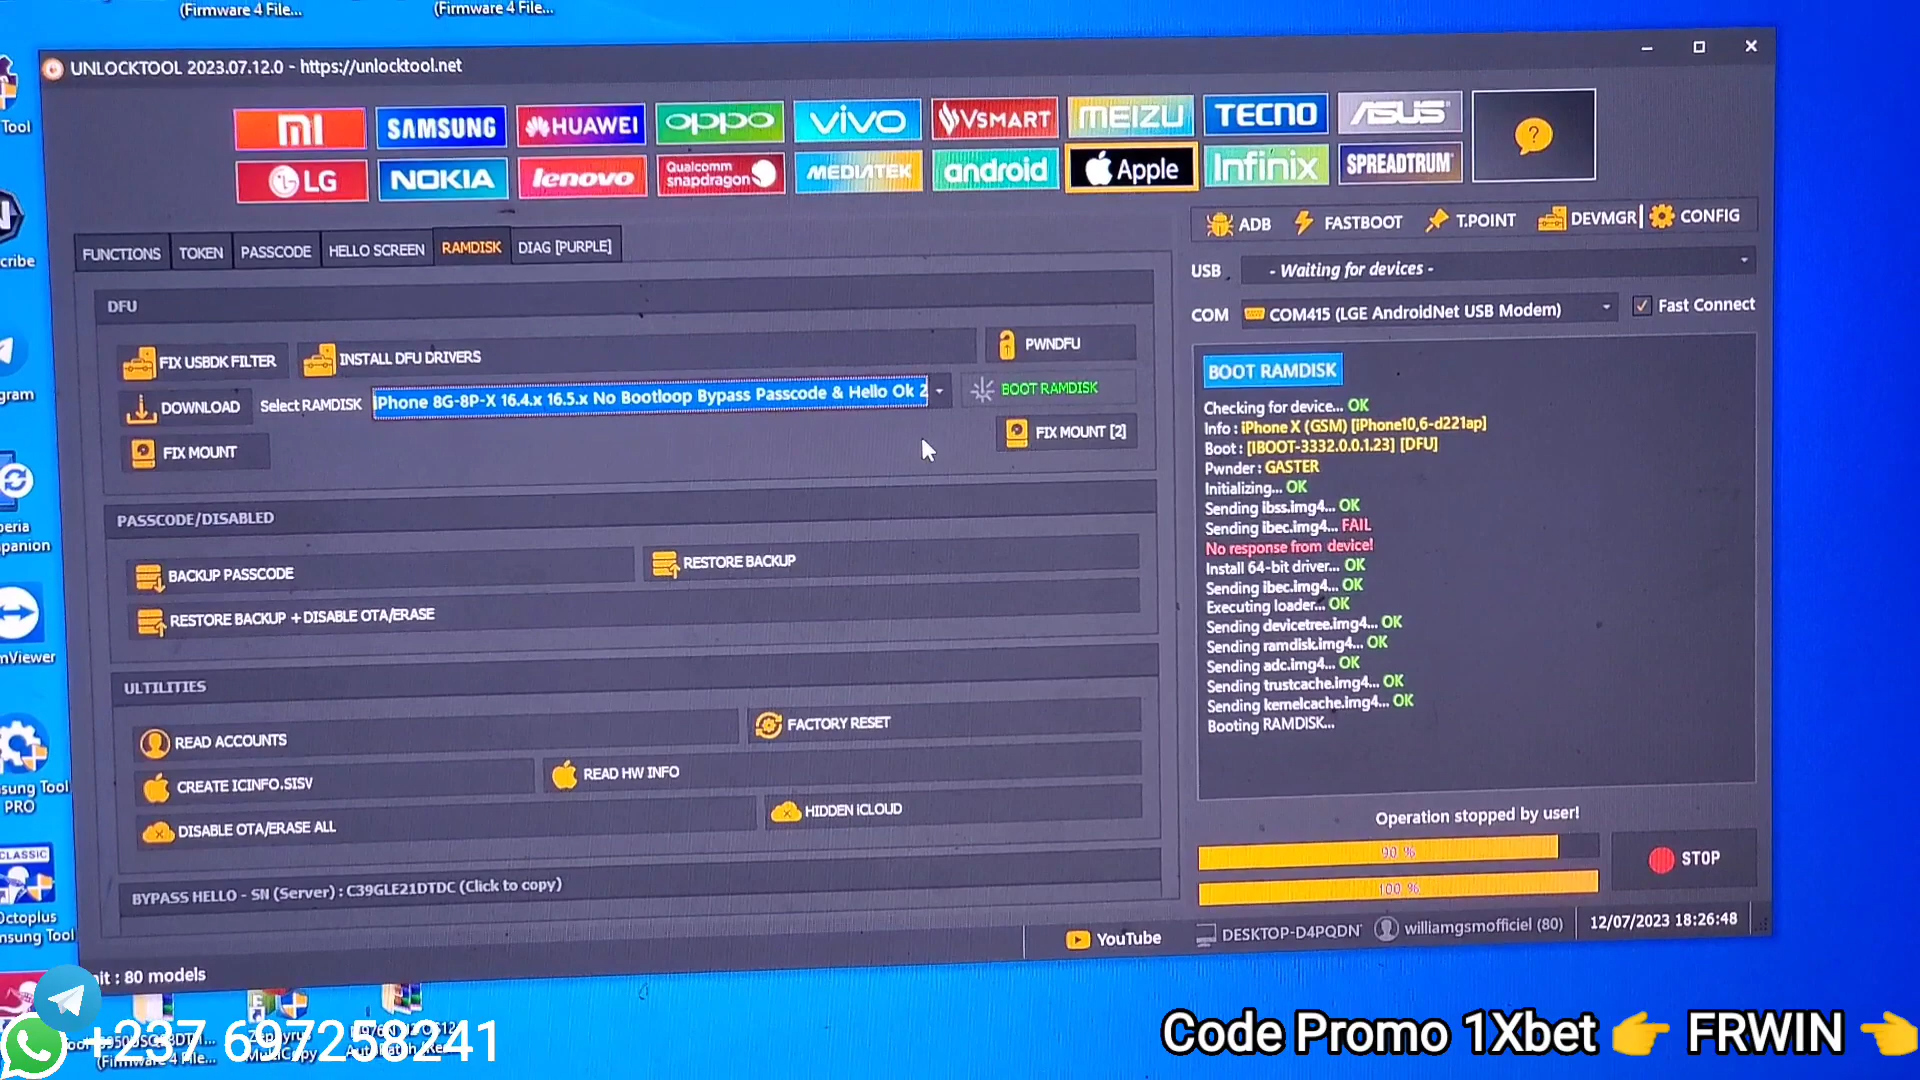 (Firmware 4 File...
(Firmware 4 File...
UNLOCKTOOL 2023.07.12.0 - https://unlocktool.net
MI
SAMSUNG
HUAWEI
oppo
vivo
VSMART
MEIZU
TECNO
ASUS
LG
NOKIA
lenovo
Qualcomm
snapdragon
MEDIATEK
android
Apple
Infinix
SPREADTRUM
?
ADB
FASTBOOT
T.POINT
DEVMGR
CONFIG
FUNCTIONS
TOKEN
PASSCODE
HELLO SCREEN
RAMDISK
DIAG [PURPLE]
USB
- Waiting for devices -
COM
COM415 (LGE AndroidNet USB Modem)
Fast Connect
DFU
FIX USBDK FILTER
INSTALL DFU DRIVERS
PWNDFU
DOWNLOAD
Select RAMDISK
iPhone 8G-8P-X 16.4.x 16.5.x No Bootloop Bypass Passcode & Hello Ok 2
BOOT RAMDISK
FIX MOUNT
FIX MOUNT [2]
PASSCODE/DISABLED
BACKUP PASSCODE
RESTORE BACKUP
RESTORE BACKUP + DISABLE OTA/ERASE
ULTILITIES
READ ACCOUNTS
FACTORY RESET
CREATE ICINFO.SISV
READ HW INFO
DISABLE OTA/ERASE ALL
HIDDEN iCLOUD
BYPASS HELLO - SN (Server) : C39GLE21DTDC (Click to copy)
BOOT RAMDISK
Checking for device... OK
Info : iPhone X (GSM) [iPhone10,6-d221ap]
Boot : [IBOOT-3332.0.0.1.23] [DFU]
Pwnder : GASTER
Initializing... OK
Sending ibss.img4... OK
Sending ibec.img4... FAIL
No response from device!
Install 64-bit driver... OK
Sending ibec.img4... OK
Executing loader... OK
Sending devicetree.img4... OK
Sending ramdisk.img4... OK
Sending adc.img4... OK
Sending trustcache.img4... OK
Sending kernelcache.img4... OK
Booting RAMDISK...
Operation stopped by user!
90 %
100 %
STOP
YouTube
DESKTOP-D4PQDN
williamgsmofficiel (80)
12/07/2023 18:26:48
it : 80 models
Tool
cribe
gram
peria
panion
mViewer
sung Tool
PRO
CLASSIC
Octoplus
nsung Tool
+237 697258241
(Firmware 4 File...
Code Promo 1Xbet 👉 FRWIN 👈